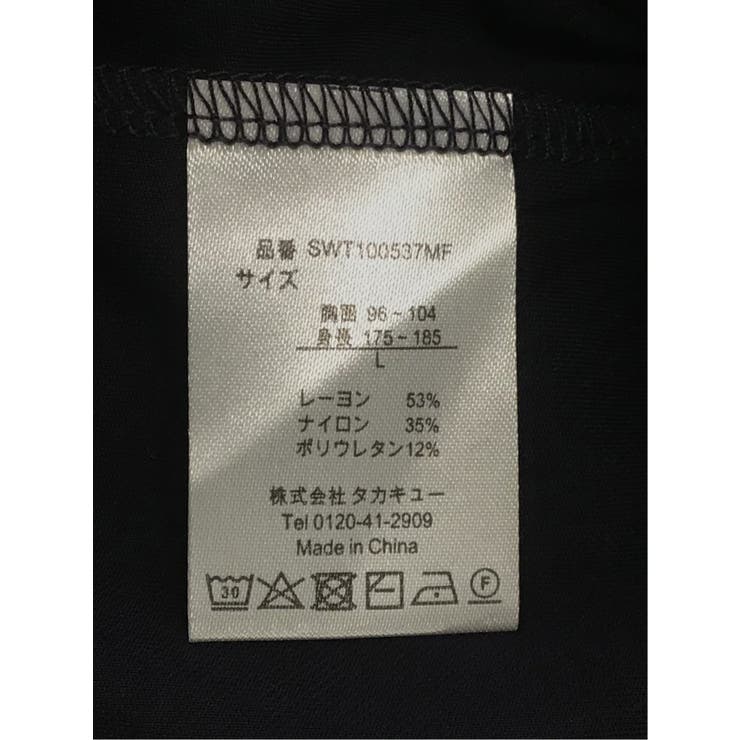 品番 SWT100537MF
サイズ
胸囲 96~104
身長 175~185
L
レーヨン 53%
ナイロン 35%
ポリウレタン12%
株式会社 タカキュー
Tel 0120-41-2909
Made in China
30 F